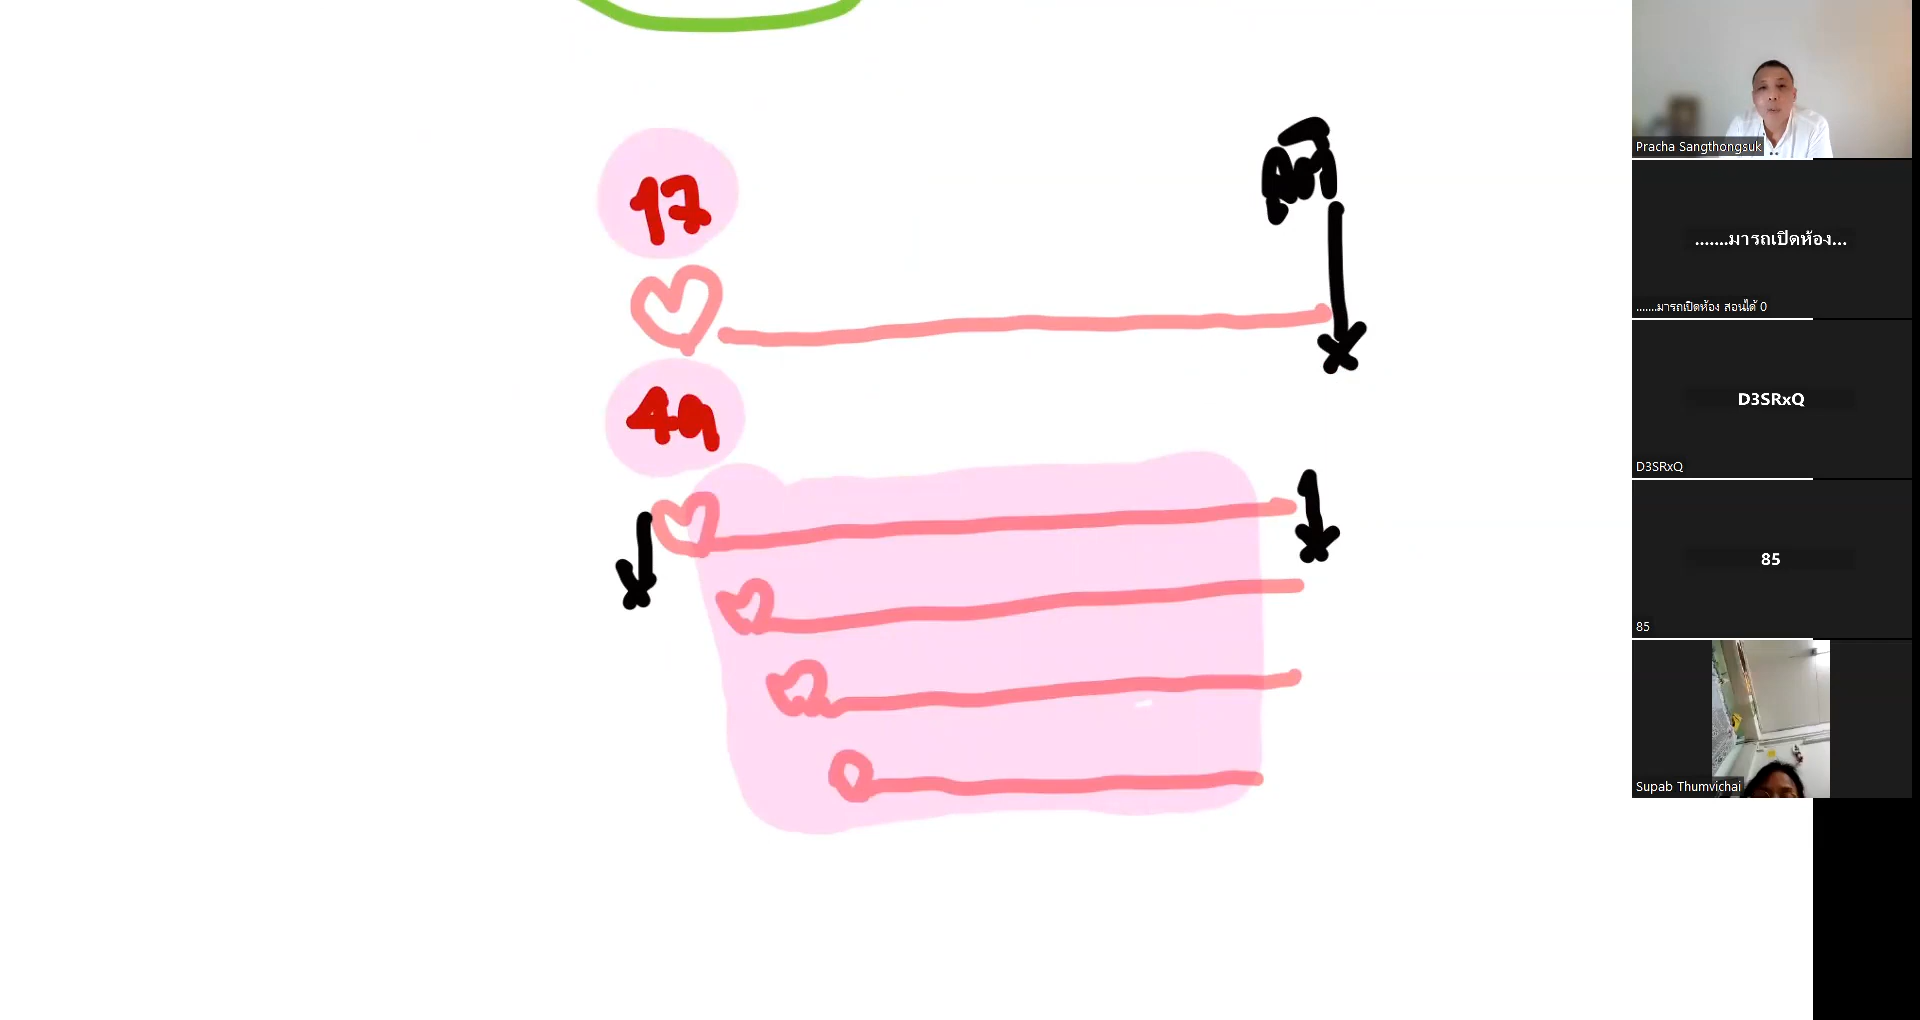 17
49
Pracha Sangthongsuk
.......มารถเปิดห้อง...
.......มารถเปิดห้อง สอนได้ 0
D3SRxQ
D3SRxQ
85
85
Supab Thumvichai